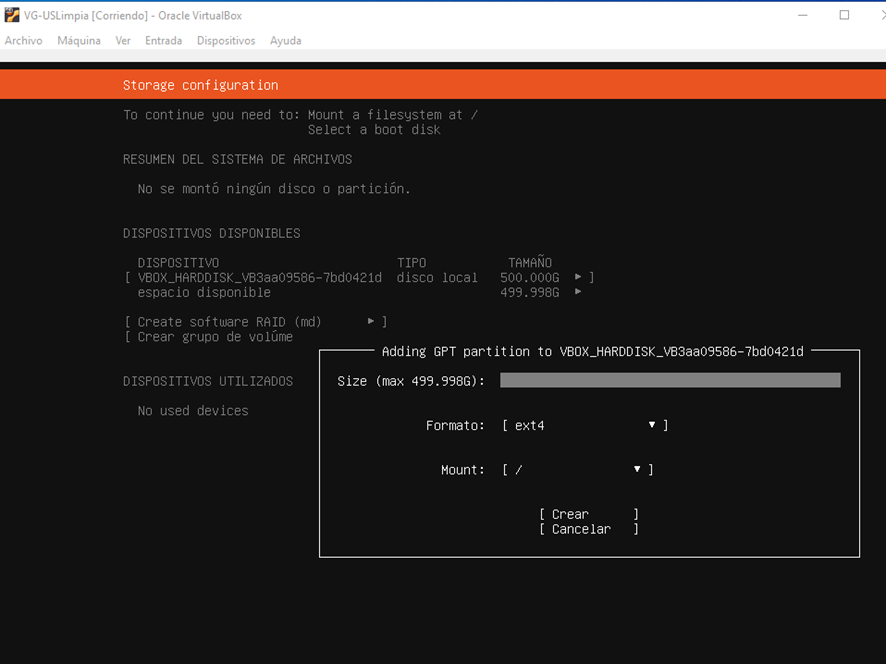 VG-USLimpia [Corriendo] - Oracle VirtualBox
Archivo Máquina Ver Entrada Dispositivos Ayuda
Storage configuration
To continue you need to: Mount a filesystem at /
Select a boot disk
RESUMEN DEL SISTEMA DE ARCHIVOS
No se montó ningún disco o partición.
DISPOSITIVOS DISPONIBLES
DISPOSITIVO TIPO TAMAÑO
[ VBOX_HARDDISK_VB3aa09586-7bd0421d disco local 500.000G ▸ ]
espacio disponible 499.998G ▸
[ Create software RAID (md) ▸ ]
[ Crear grupo de volúme
DISPOSITIVOS UTILIZADOS
No used devices
Adding GPT partition to VBOX_HARDDISK_VB3aa09586-7bd0421d
Size (max 499.998G):
Formato: [ ext4 ▾ ]
Mount: [ / ▾ ]
[ Crear ]
[ Cancelar ]